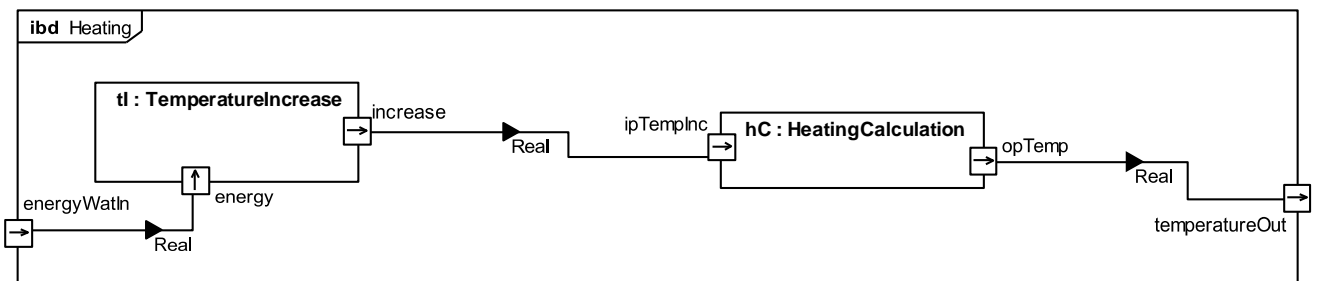 ibd Heating
tI : TemperatureIncrease
increase
Real
ipTempInc
hC : HeatingCalculation
opTemp
Real
energyWatIn
energy
Real
temperatureOut